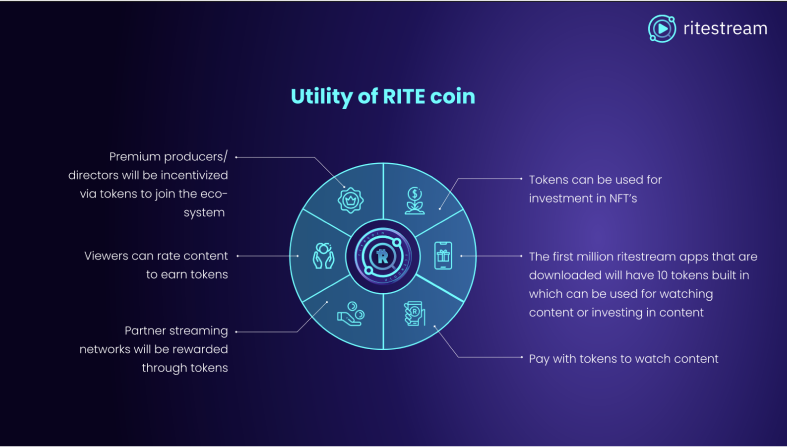 ritestream
Utility of RITE coin
Premium producers/
directors will be incentivized
via tokens to join the eco-
system
Viewers can rate content
to earn tokens
Partner streaming
networks will be rewarded
through tokens
Tokens can be used for
investment in NFT's
The first million ritestream apps that are
downloaded will have 10 tokens built in
which can be used for watching
content or investing in content
Pay with tokens to watch content